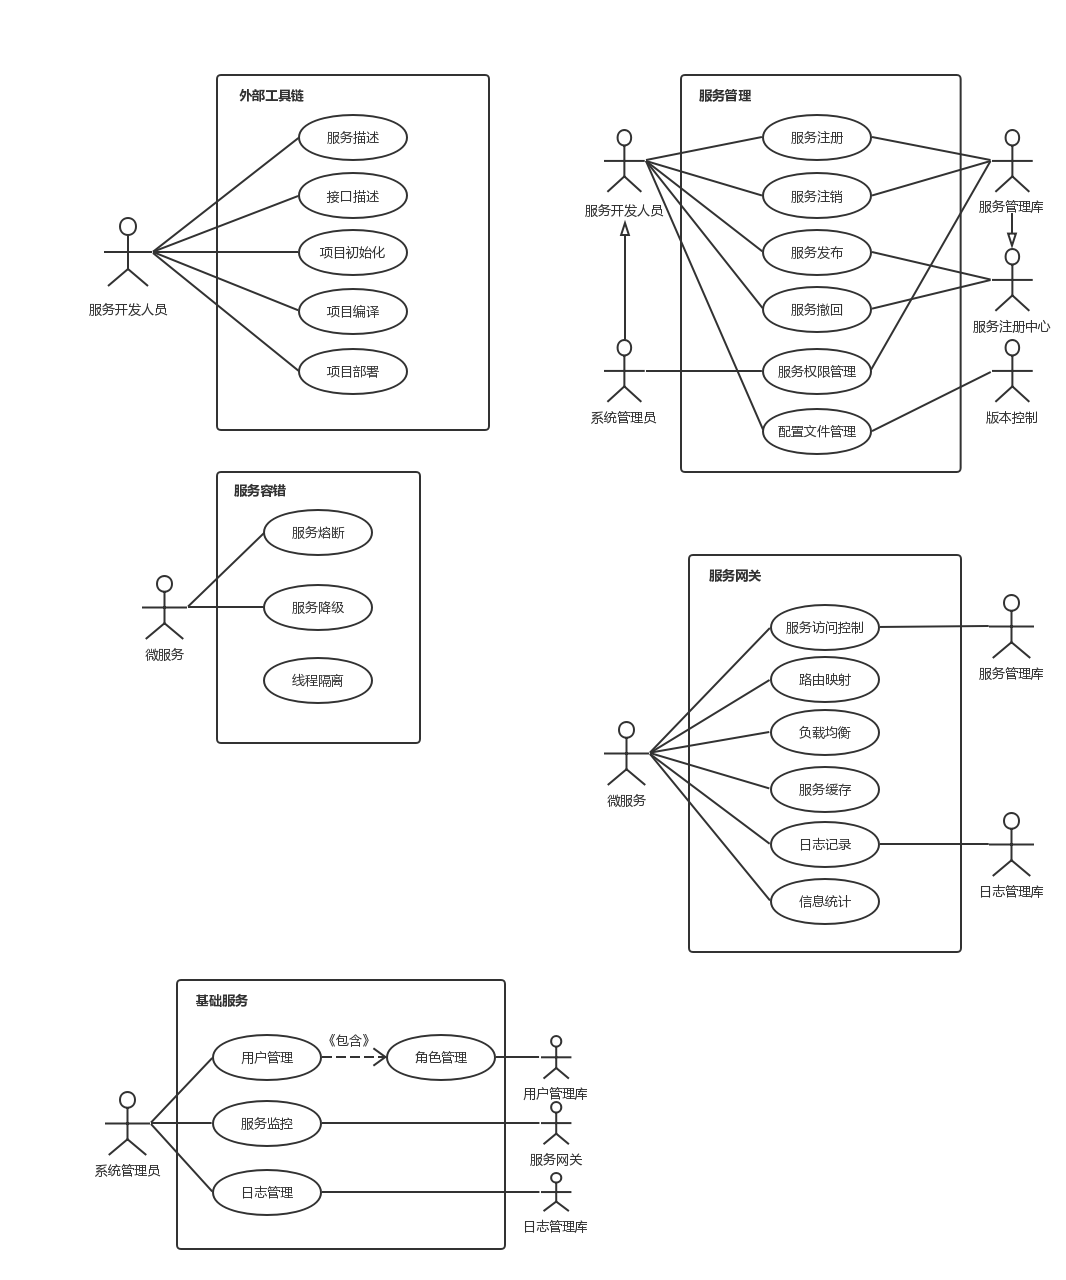 外部工具链
服务描述
接口描述
项目初始化
项目编译
项目部署
服务开发人员
服务管理
服务注册
服务注销
服务发布
服务撤回
服务权限管理
配置文件管理
服务开发人员
系统管理员
服务管理库
服务注册中心
版本控制
服务容错
服务熔断
服务降级
线程隔离
微服务
服务网关
服务访问控制
路由映射
负载均衡
服务缓存
日志记录
信息统计
微服务
服务管理库
日志管理库
基础服务
用户管理
《包含》
角色管理
服务监控
日志管理
系统管理员
用户管理库
服务网关
日志管理库